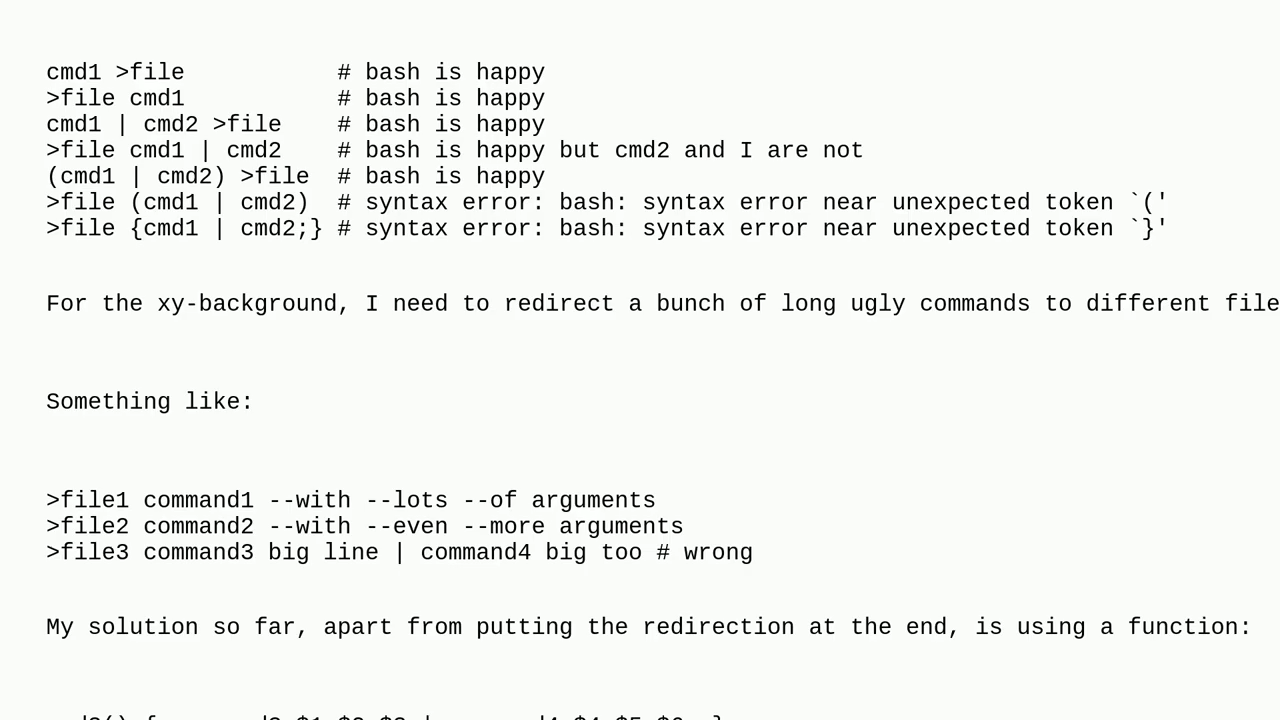 cmd1 >file           # bash is happy
>file cmd1           # bash is happy
cmd1 | cmd2 >file    # bash is happy
>file cmd1 | cmd2    # bash is happy but cmd2 and I are not
(cmd1 | cmd2) >file  # bash is happy
>file (cmd1 | cmd2)  # syntax error: bash: syntax error near unexpected token `('
>file {cmd1 | cmd2;} # syntax error: bash: syntax error near unexpected token `}'
For the xy-background, I need to redirect a bunch of long ugly commands to different file
Something like:
>file1 command1 --with --lots --of arguments
>file2 command2 --with --even --more arguments
>file3 command3 big line | command4 big too # wrong
My solution so far, apart from putting the redirection at the end, is using a function: